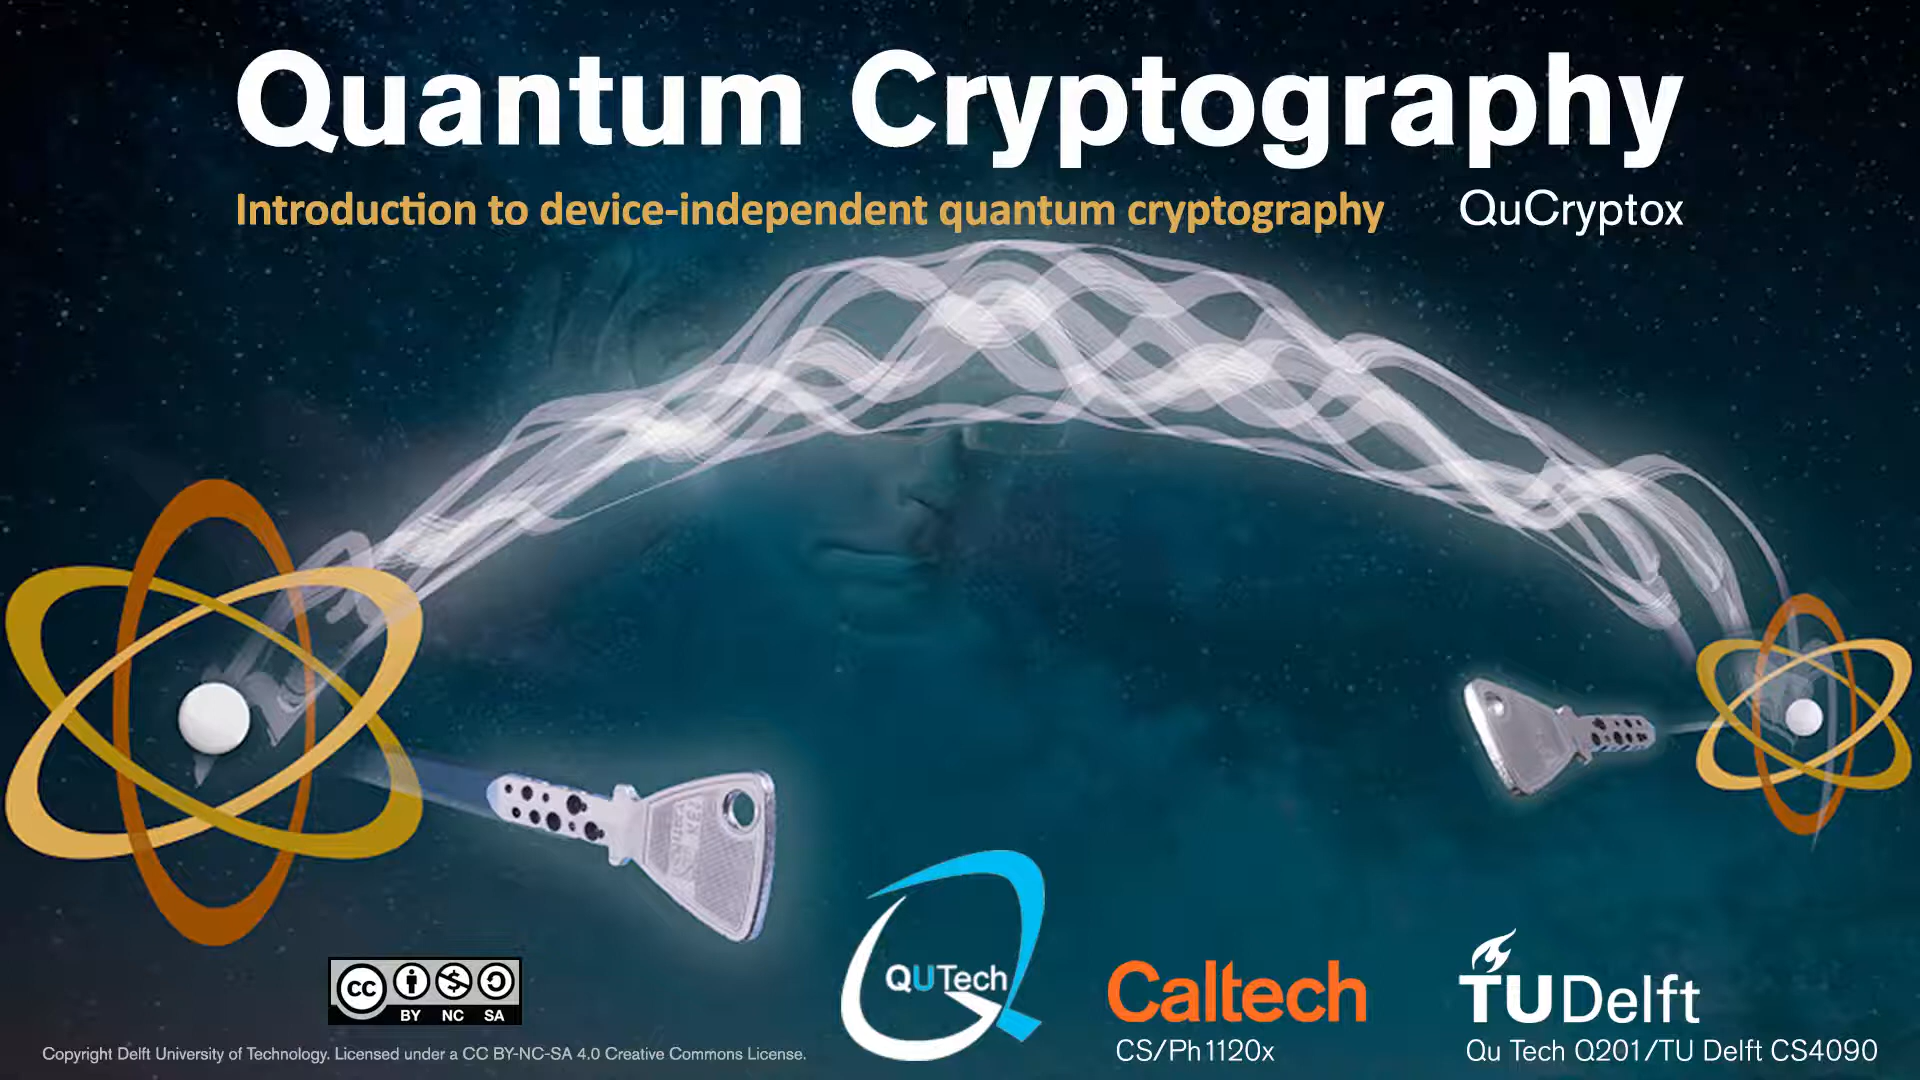 Quantum Cryptography
Introduction to device-independent quantum cryptography QuCryptox
QUTech
cc
BY NC SA
Caltech
TUDelft
CS/Ph1120x
Qu Tech Q201/TU Delft CS4090
Copyright Delft University of Technology. Licensed under a CC BY-NC-SA 4.0 Creative Commons License.